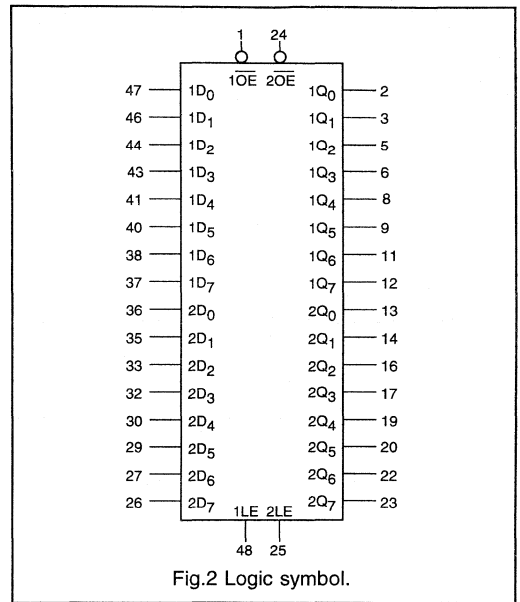 1 24
1OE 2OE
47 1D0 1Q0 2
46 1D1 1Q1 3
44 1D2 1Q2 5
43 1D3 1Q3 6
41 1D4 1Q4 8
40 1D5 1Q5 9
38 1D6 1Q6 11
37 1D7 1Q7 12
36 2D0 2Q0 13
35 2D1 2Q1 14
33 2D2 2Q2 16
32 2D3 2Q3 17
30 2D4 2Q4 19
29 2D5 2Q5 20
27 2D6 2Q6 22
26 2D7 2Q7 23
1LE 2LE
48 25
Fig.2 Logic symbol.